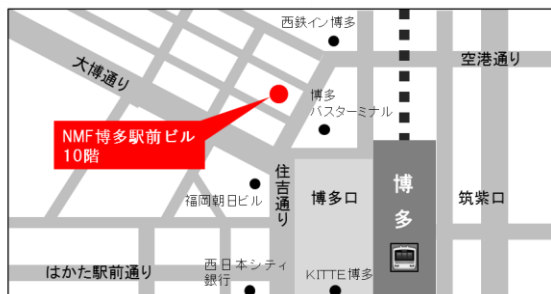 西鉄イン博多
大博通り
空港通り
博多
バスターミナル
NMF博多駅前ビル
10階
住吉通り
博多口
博多
筑紫口
福岡朝日ビル
はかた駅前通り
西日本シティ
銀行
KITTE博多